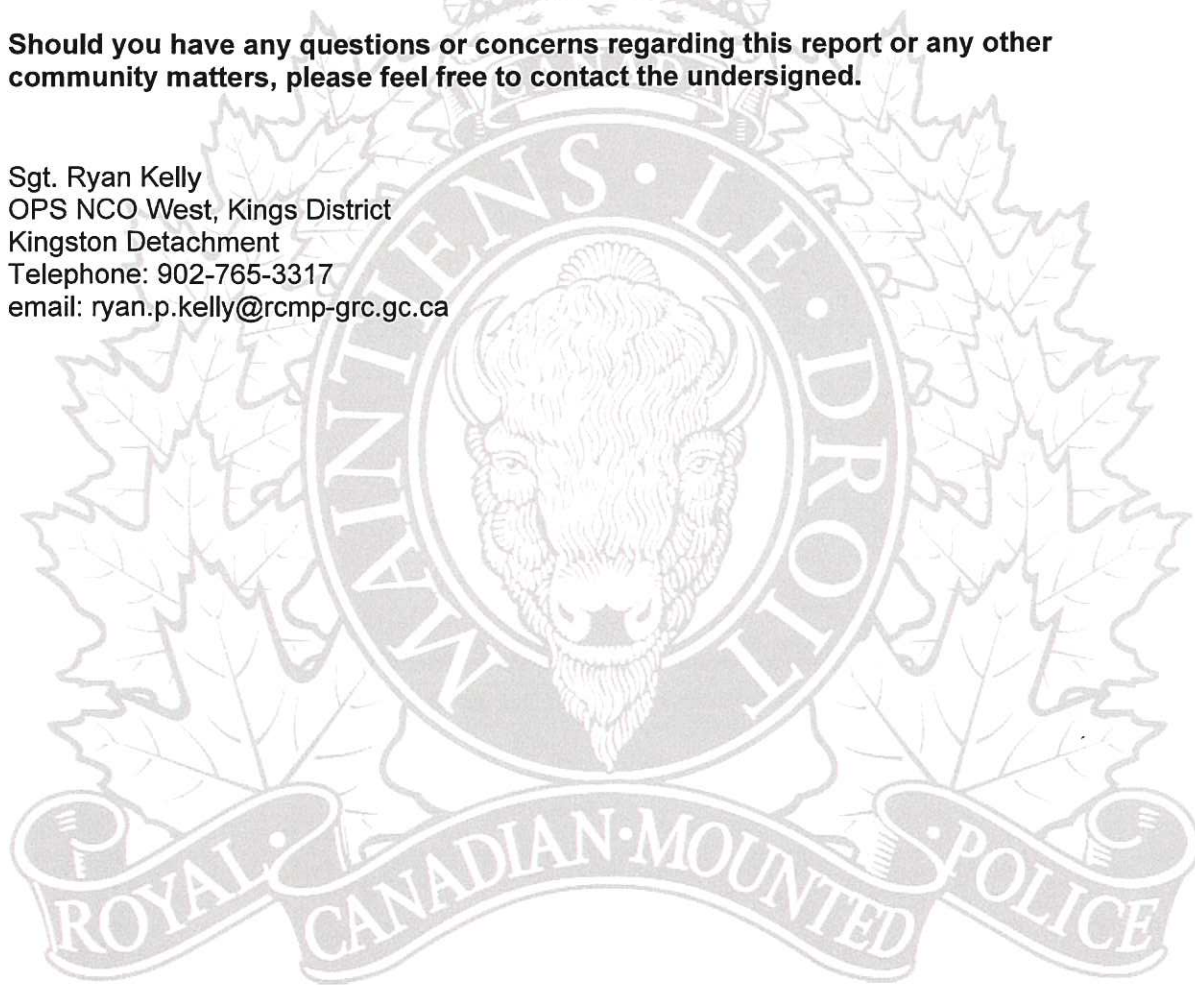 Should you have any questions or concerns regarding this report or any other
community matters, please feel free to contact the undersigned.
Sgt. Ryan Kelly
OPS NCO West, Kings District
Kingston Detachment
Telephone: 902-765-3317
email: ryan.p.kelly@rcmp-grc.gc.ca
MAINTIENS · LE · DROIT
ROYAL · CANADIAN · MOUNTED · POLICE